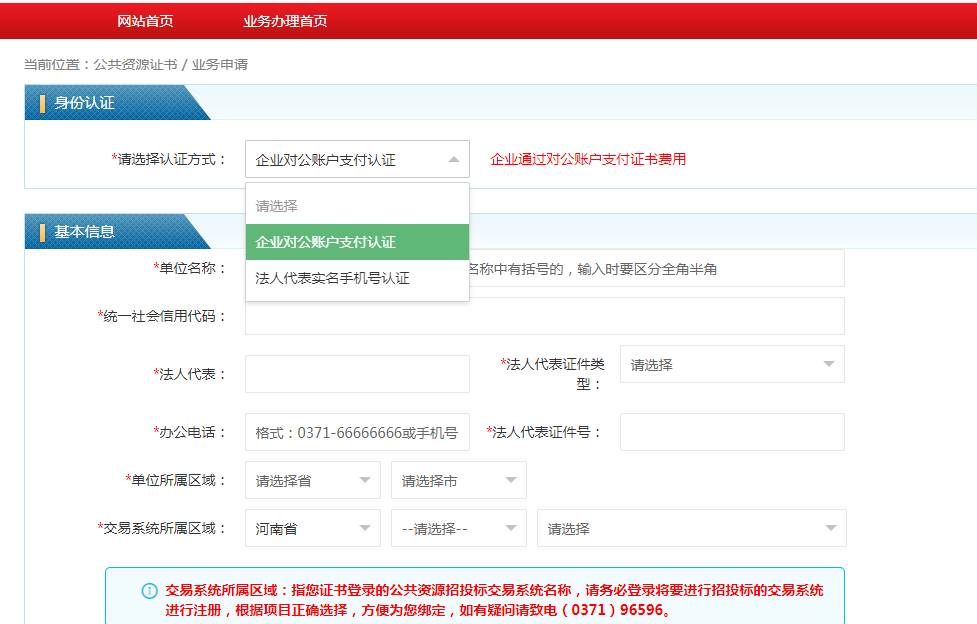 网站首页 业务办理首页
当前位置：公共资源证书 / 业务申请
身份认证
*请选择认证方式： 企业对公账户支付认证 企业通过对公账户支付证书费用
请选择
企业对公账户支付认证
法人代表实名手机号认证
基本信息
*单位名称： 名称中有括号的，输入时要区分全角半角
*统一社会信用代码：
*法人代表： *法人代表证件类型： 请选择
*办公电话： 格式：0371-66666666或手机号 *法人代表证件号：
*单位所属区域： 请选择省 请选择市
*交易系统所属区域： 河南省 --请选择-- 请选择
交易系统所属区域：指您证书登录的公共资源招投标交易系统名称，请务必登录将要进行招投标的交易系统
进行注册，根据项目正确选择，方便为您绑定，如有疑问请致电（0371）96596。